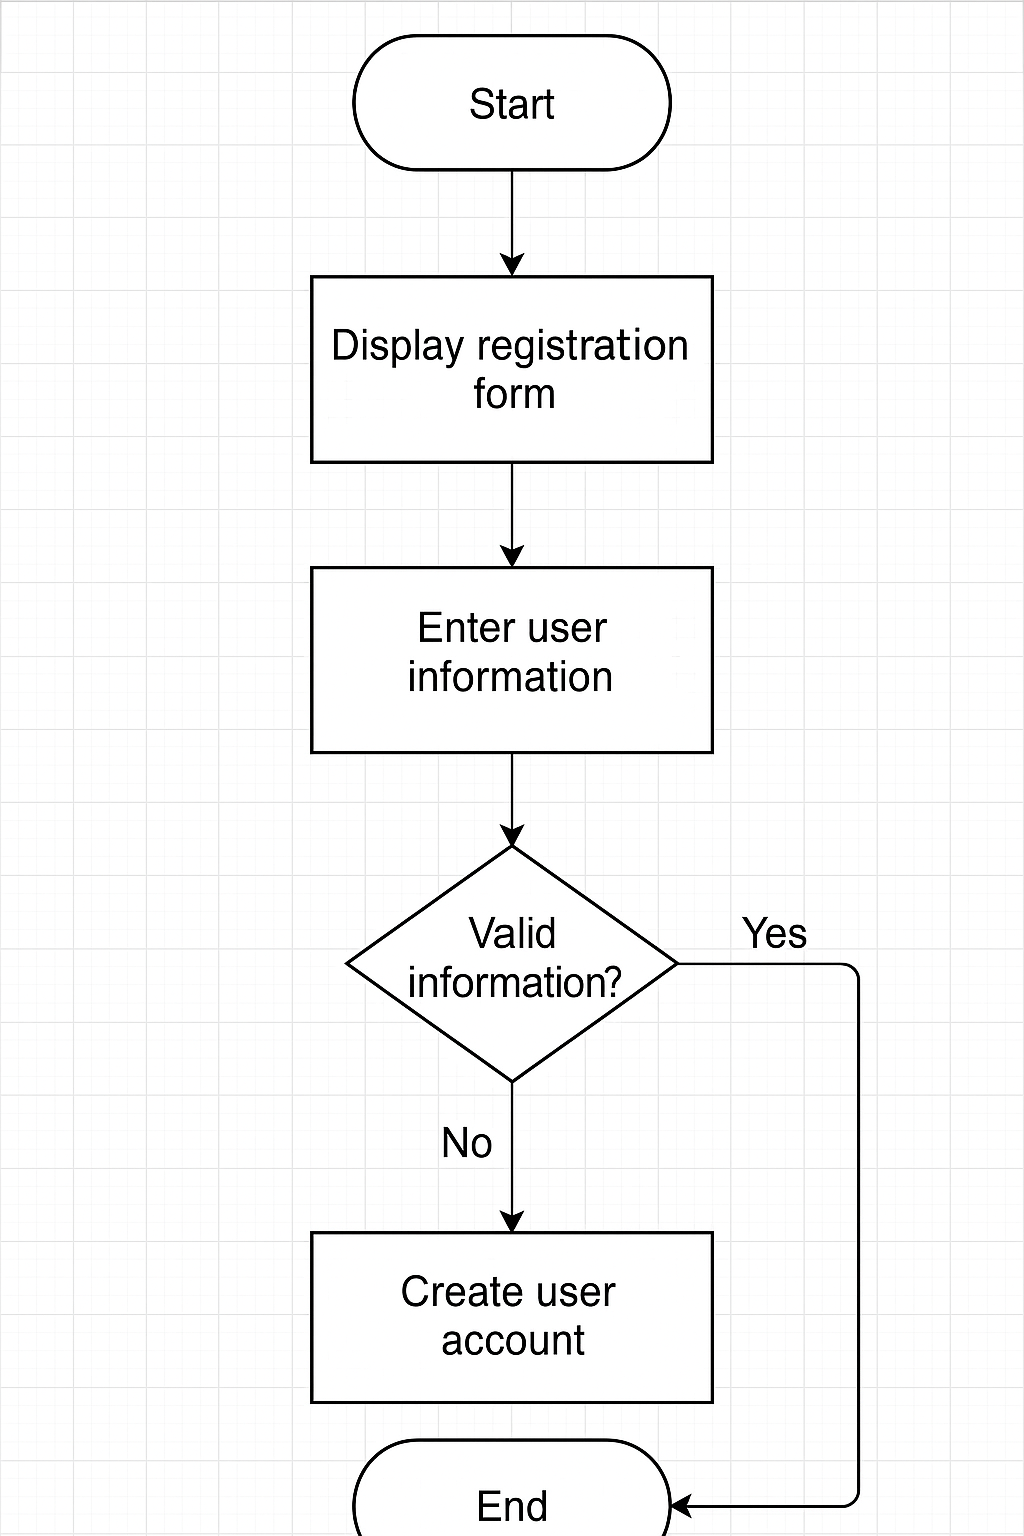 Start
Display registration
form
Enter user
information
Valid
information?
Yes
No
Create user
account
End